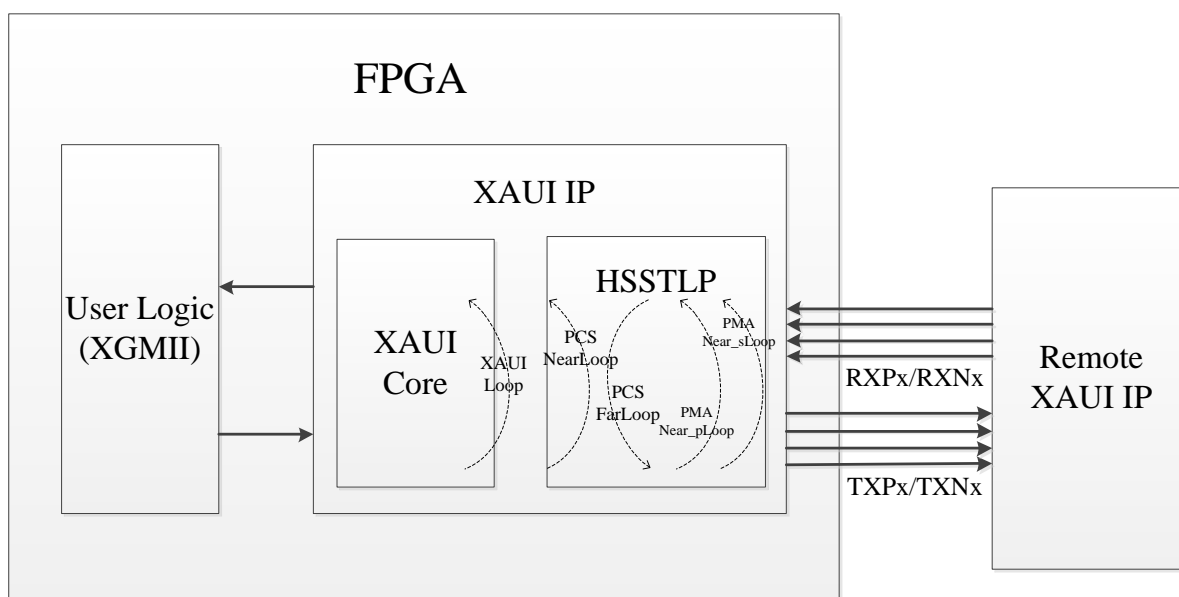 FPGA
User Logic
(XGMII)
XAUI IP
XAUI
Core
XAUI
Loop
HSSTLP
PCS
NearLoop
PCS
FarLoop
PMA
Near_pLoop
PMA
Near_sLoop
RXPx/RXNx
TXPx/TXNx
Remote
XAUI IP